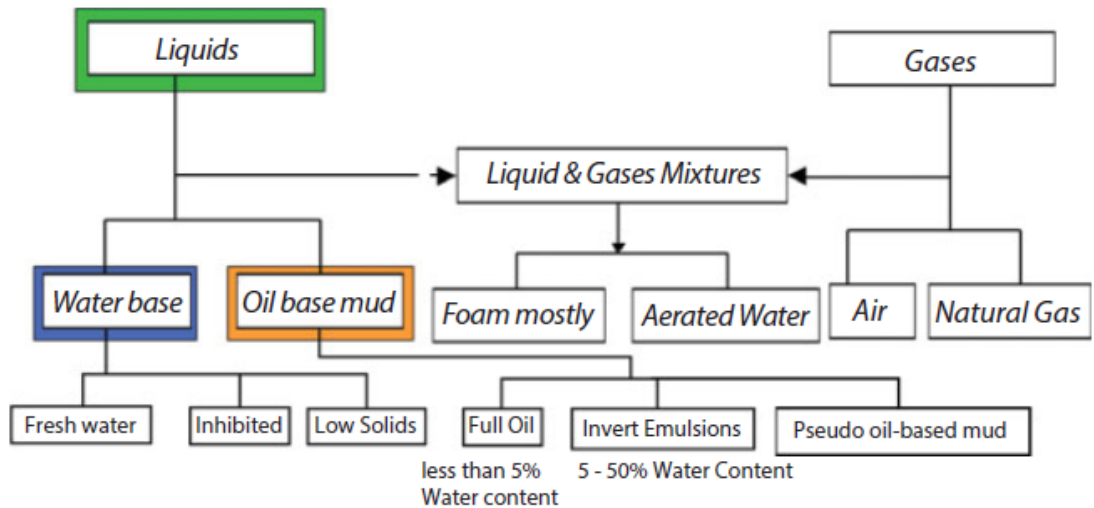 Liquids
Gases
Liquid & Gases Mixtures
Water base
Oil base mud
Foam mostly
Aerated Water
Air
Natural Gas
Fresh water
Inhibited
Low Solids
Full Oil
Invert Emulsions
Pseudo oil-based mud
less than 5%
Water content
5 - 50% Water Content